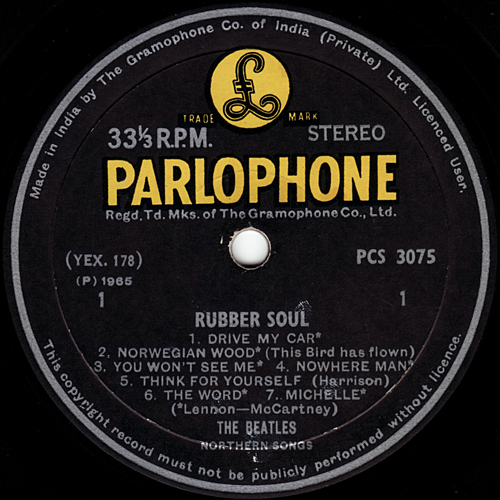 Made in India by The Gramophone Co. of India (Private) Ltd. Licenced User.
£
TRADE MARK
33⅓ R.P.M. STEREO
PARLOPHONE
Regd. Td. Mks. of The Gramophone Co., Ltd.
(YEX. 178) PCS 3075
(P) 1965
1 1
RUBBER SOUL
1. DRIVE MY CAR*
2. NORWEGIAN WOOD* (This Bird has flown)
3. YOU WON'T SEE ME* 4. NOWHERE MAN*
5. THINK FOR YOURSELF (Harrison)
6. THE WORD* 7. MICHELLE*
(*Lennon—McCartney)
THE BEATLES
NORTHERN SONGS
This copyright record must not be publicly performed without licence.